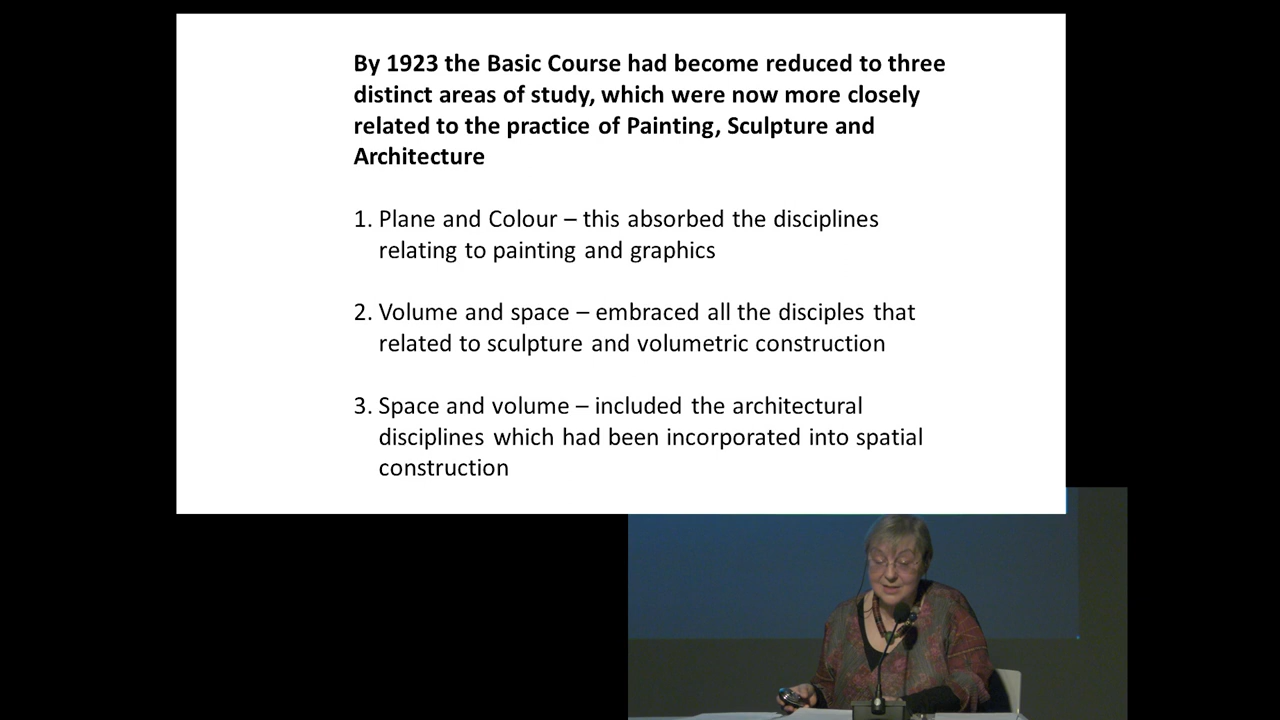 By 1923 the Basic Course had become reduced to three
distinct areas of study, which were now more closely
related to the practice of Painting, Sculpture and
Architecture
1. Plane and Colour – this absorbed the disciplines
relating to painting and graphics
2. Volume and space – embraced all the disciples that
related to sculpture and volumetric construction
3. Space and volume – included the architectural
disciplines which had been incorporated into spatial
construction